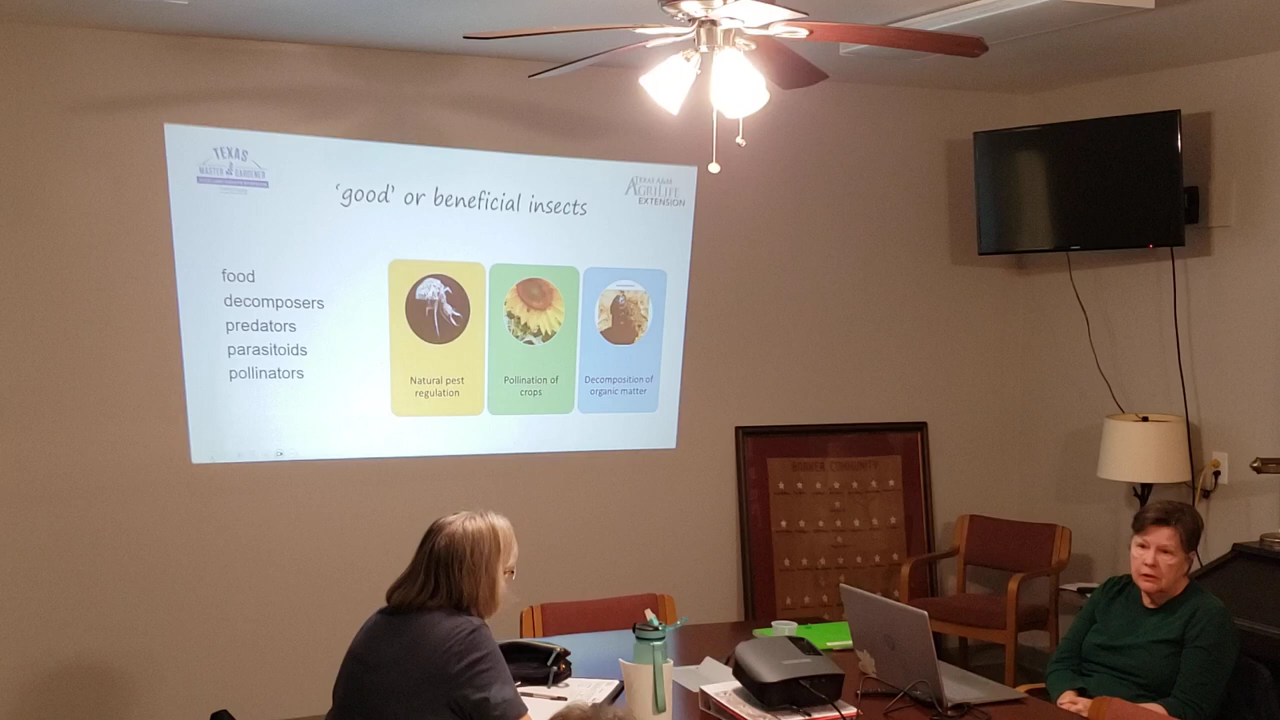 TEXAS
MASTER GARDENER
TEXAS A&M
AGRILIFE
EXTENSION
'good' or beneficial insects
food
decomposers
predators
parasitoids
pollinators
Natural pest
regulation
Pollination of
crops
Decomposition of
organic matter
COMMUNITY